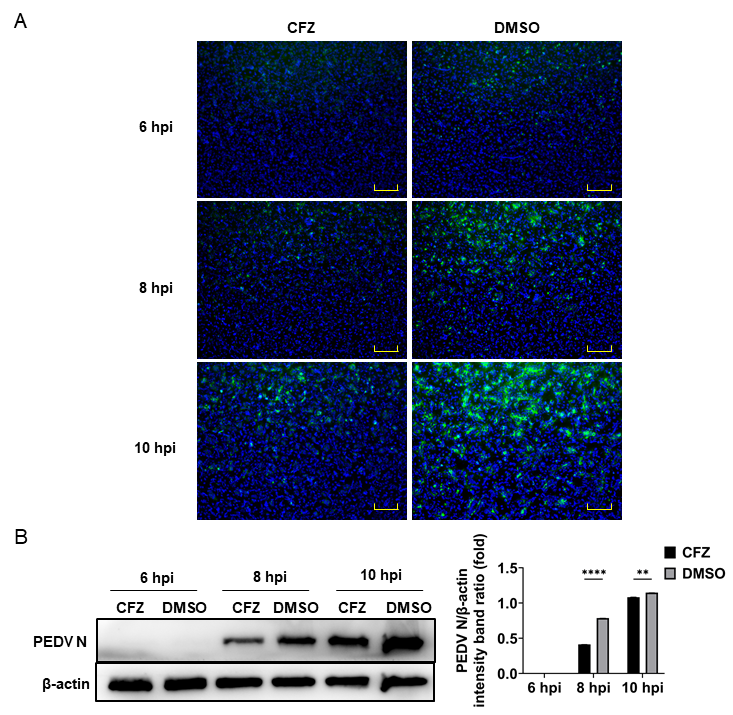 A
CFZ DMSO
6 hpi
8 hpi
10 hpi
B
6 hpi 8 hpi 10 hpi
CFZ DMSO CFZ DMSO CFZ DMSO
PEDV N
β-actin
PEDV N/β-actin
intensity band ratio (fold)
1.5
1.0
0.5
0.0
**** **
6 hpi 8 hpi 10 hpi
CFZ
DMSO